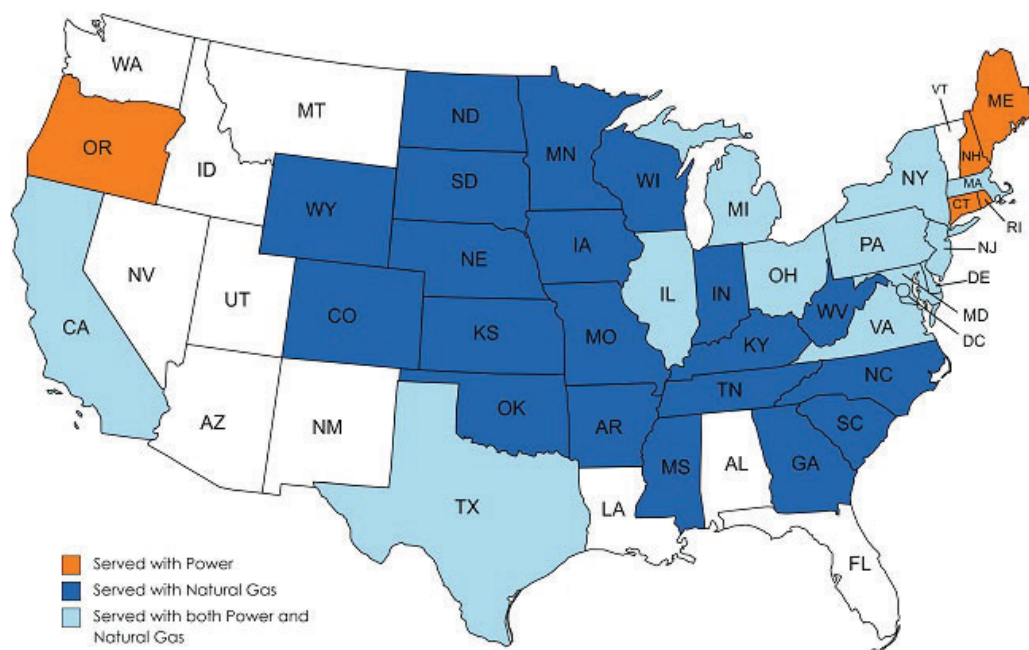 WA
MT
ND
MN
VT
ME
OR
ID
SD
WI
NH
NY
MA
WY
MI
CT
RI
IA
PA
NJ
NE
OH
DE
NV
UT
IL
IN
MD
CA
CO
WV
VA
DC
KS
MO
KY
NC
TN
AZ
NM
OK
AR
SC
MS
AL
GA
TX
LA
FL
Served with Power
Served with Natural Gas
Served with both Power and
Natural Gas